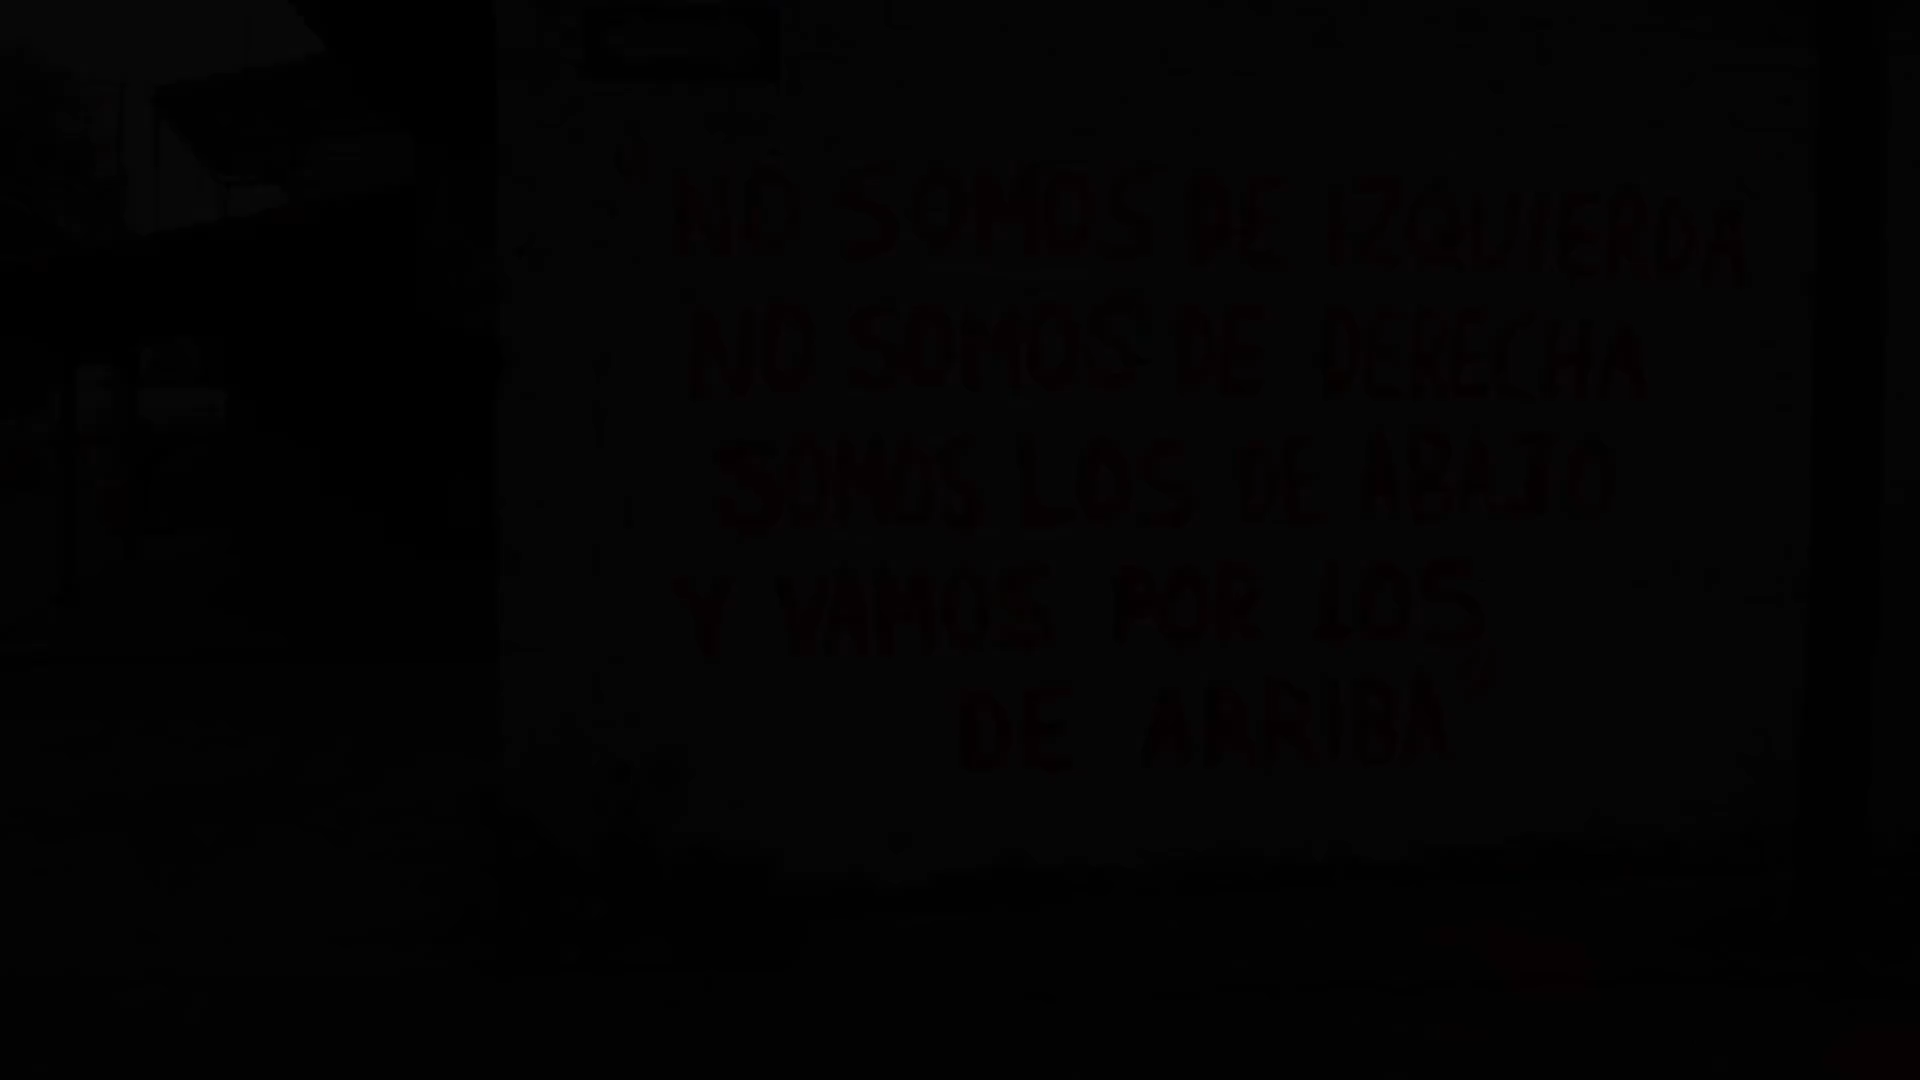 NO SOMOS DE IZQUIERDA
NO SOMOS DE DERECHA
SOMOS LOS DE ABAJO
Y VAMOS POR LOS
DE ARRIBA